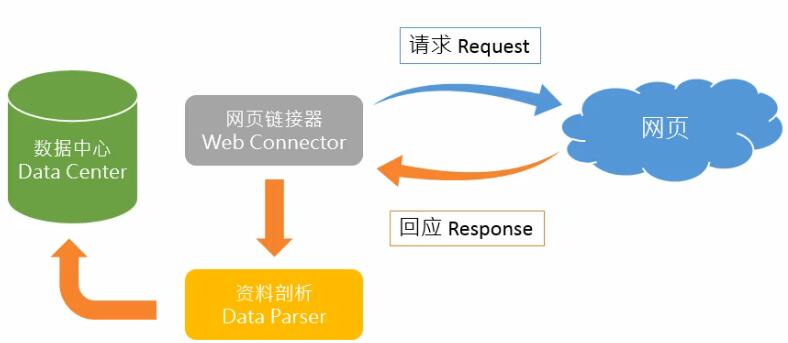 请求 Request
网页链接器
Web Connector
网页
数据中心
Data Center
回应 Response
资料剖析
Data Parser